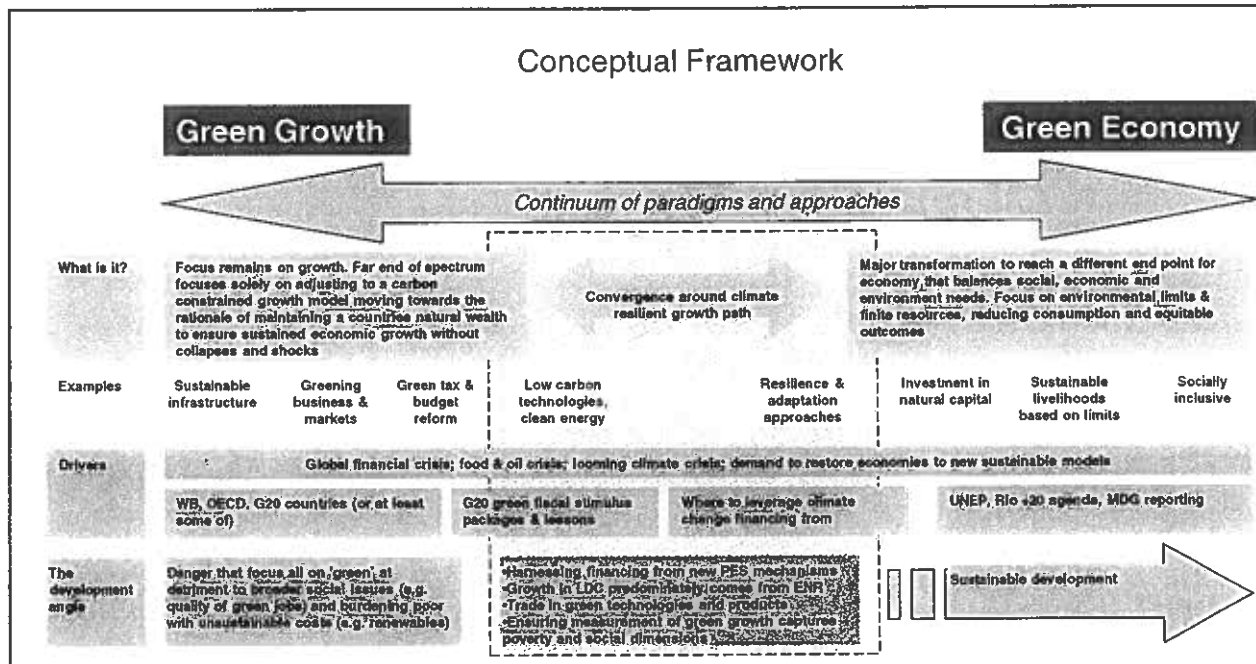 Conceptual Framework
Green Growth
Green Economy
Continuum of paradigms and approaches
What is it?
Focus remains on growth. Far end of spectrum
focuses solely on adjusting to a carbon
constrained growth model moving towards the
rationale of maintaining a countries natural wealth
to ensure sustained economic growth without
collapses and shocks
Convergence around climate
resilient growth path
Major transformation to reach a different end point for
economy that balances social, economic and
environment needs. Focus on environmental limits &
finite resources, reducing consumption and equitable
outcomes
Examples
Sustainable
infrastructure
Greening
business &
markets
Green tax &
budget
reform
Low carbon
technologies,
clean energy
Resilience &
adaptation
approaches
Investment in
natural capital
Sustainable
livelihoods
based on limits
Socially
inclusive
Drivers
Global financial crisis; food & oil crisis; looming climate crisis; demand to restore economies to new sustainable models
WB, OECD, G20 countries (or at least
some of)
G20 green fiscal stimulus
packages & lessons
Where to leverage climate
change financing from
UNEP, Rio +20 agenda, MDG reporting
The
development
angle
Danger that focus all on 'green' at
detriment to broader social issues (e.g.
quality of green jobs) and burdening poor
with unsustainable costs (e.g. renewables)
•Harnessing financing from new PES mechanisms
•Growth in LDC predominately comes from ENR
•Trade in green technologies and products
•Ensuring measurement of green growth captures
poverty and social dimensions
Sustainable development